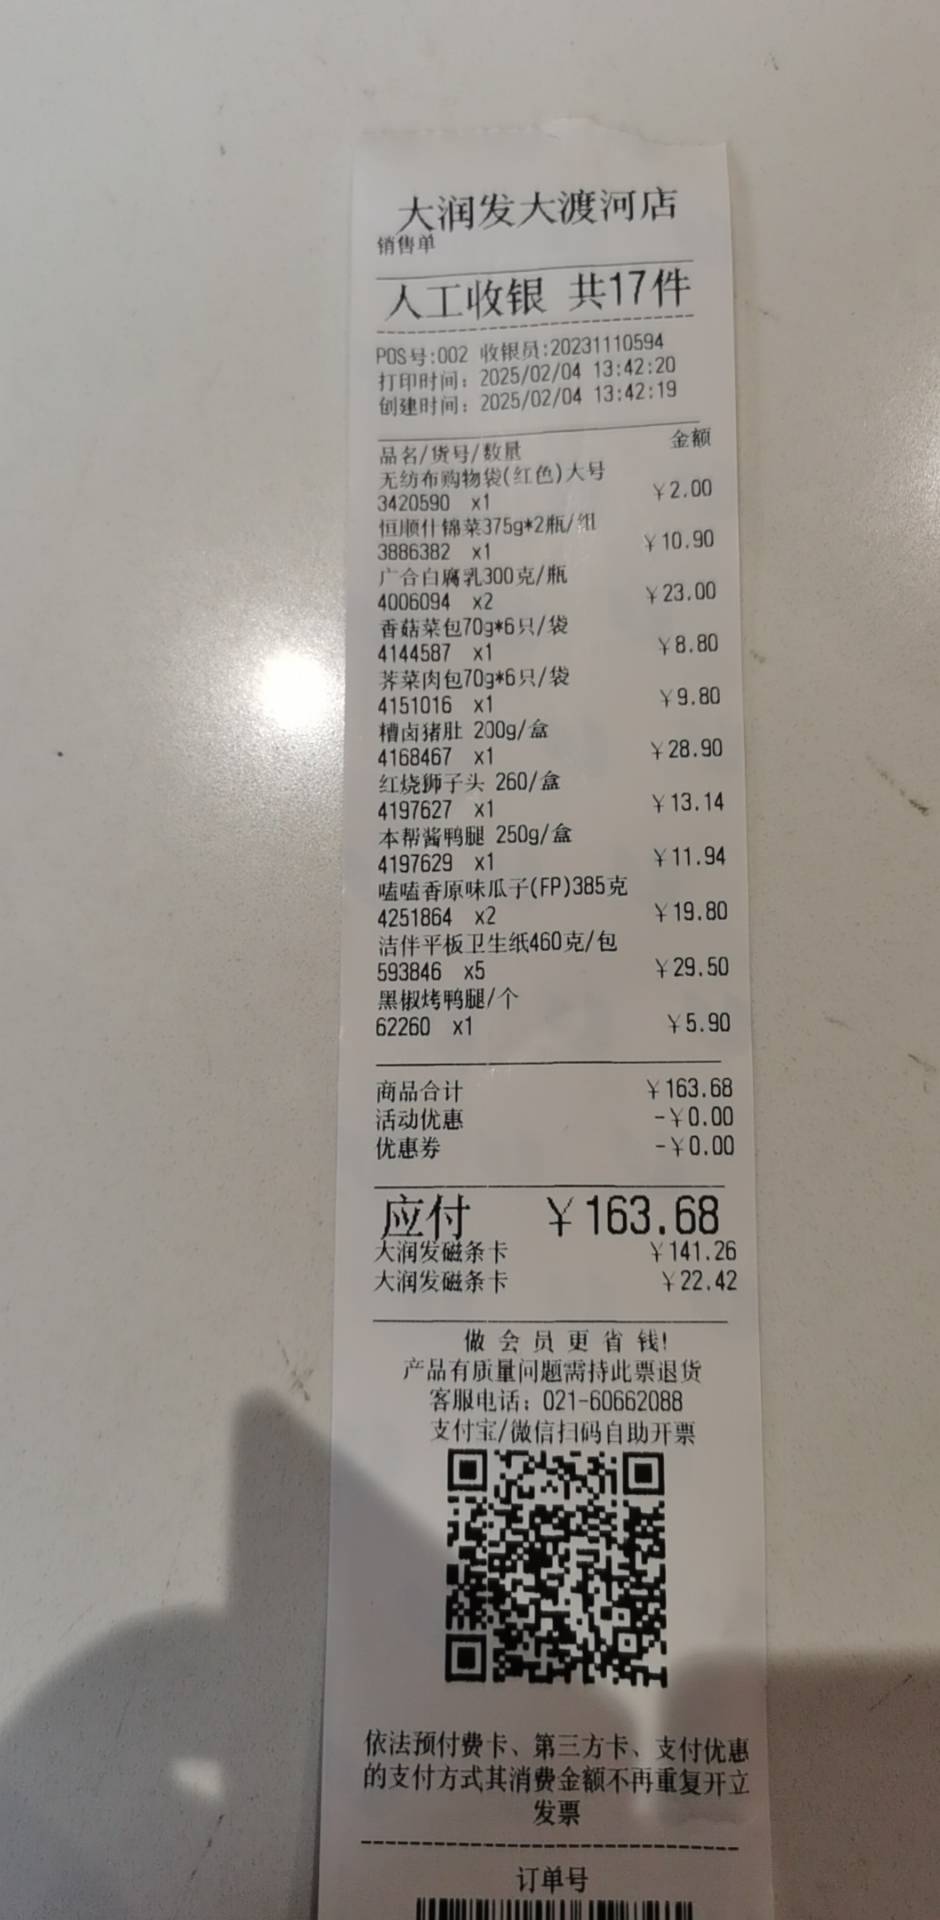 大润发大渡河店
销售单
人工收银 共17件
POS号:002 收银员:20231110594
打印时间：2025/02/04 13:42:20
创建时间：2025/02/04 13:42:19
品名/货号/数量 金额
无纺布购物袋(红色)大号
3420590 x1 ¥2.00
恒顺什锦菜375g*2瓶/组
3886382 x1 ¥10.90
广合白腐乳300克/瓶
4006094 x2 ¥23.00
香菇菜包70g*6只/袋
4144587 x1 ¥8.80
荠菜肉包70g*6只/袋
4151016 x1 ¥9.80
糟卤猪肚 200g/盒
4168467 x1 ¥28.90
红烧狮子头 260/盒
4197627 x1 ¥13.14
本帮酱鸭腿 250g/盒
4197629 x1 ¥11.94
嗑嗑香原味瓜子(FP)385克
4251864 x2 ¥19.80
洁伴平板卫生纸460克/包
593846 x5 ¥29.50
黑椒烤鸭腿/个
62260 x1 ¥5.90
商品合计 ¥163.68
活动优惠 -¥0.00
优惠券 -¥0.00
应付 ¥163.68
大润发磁条卡 ¥141.26
大润发磁条卡 ¥22.42
做会员更省钱!
产品有质量问题需持此票退货
客服电话：021-60662088
支付宝/微信扫码自助开票
依法预付费卡、第三方卡、支付优惠
的支付方式其消费金额不再重复开立
发票
订单号